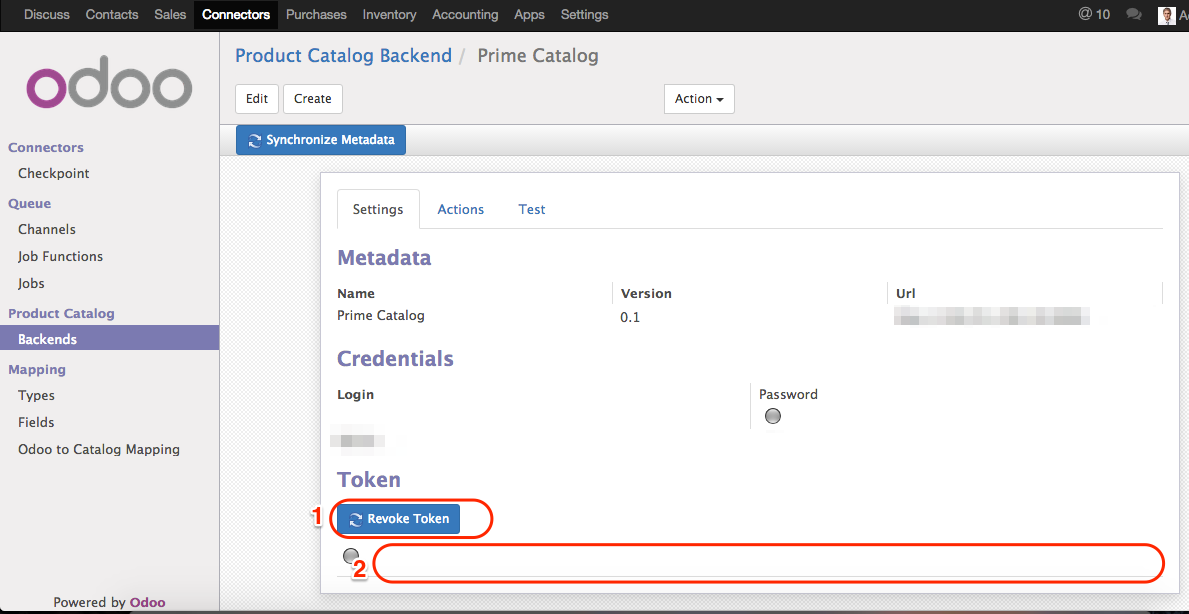 Discuss Contacts Sales Connectors Purchases Inventory Accounting Apps Settings @ 10
odoo
Product Catalog Backend / Prime Catalog
Edit Create Action
Synchronize Metadata
Connectors
Checkpoint
Queue
Channels
Job Functions
Jobs
Product Catalog
Backends
Mapping
Types
Fields
Odoo to Catalog Mapping
Powered by Odoo
Settings Actions Test
Metadata
Name Version Url
Prime Catalog 0.1
Credentials
Login Password
Token
1 Revoke Token
2